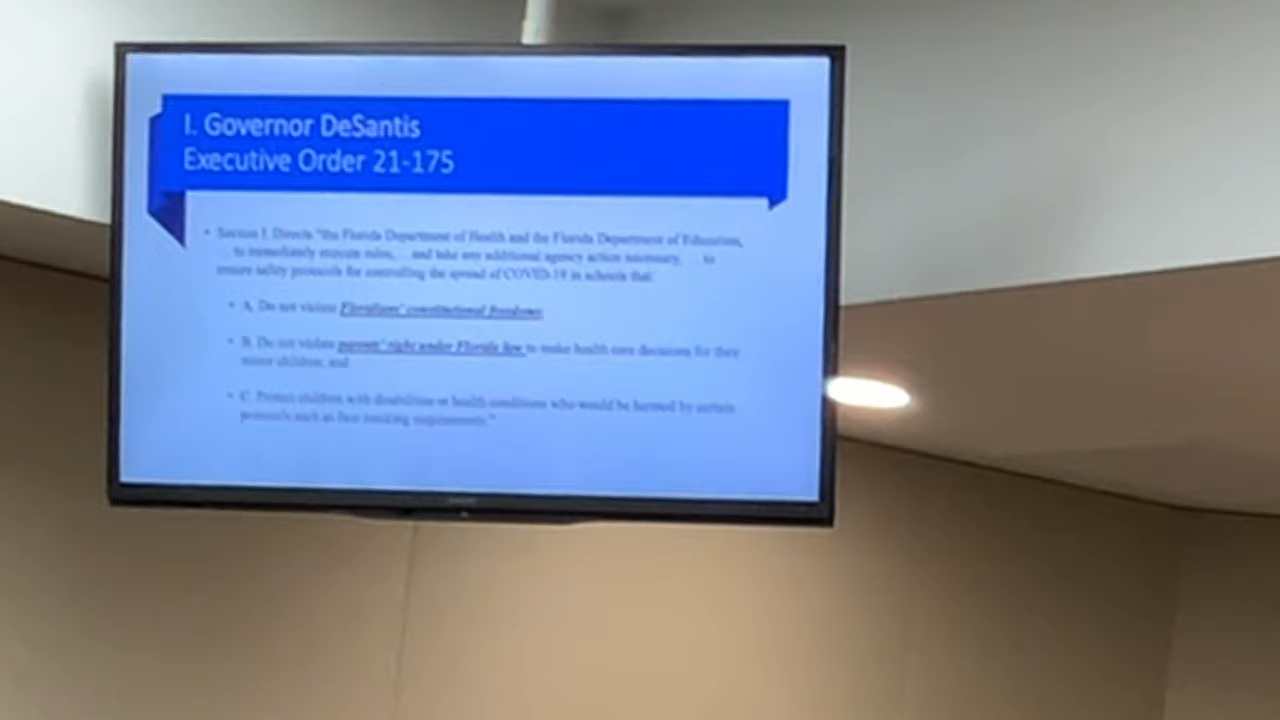 I. Governor DeSantis
Executive Order 21-175
• Section I. Directs "the Florida Department of Health and the Florida Department of Education,
. . . to immediately execute rules, . . . and take any additional agency action necessary, . . . to
ensure safety protocols for controlling the spread of COVID-19 in schools that:
• A. Do not violate Floridians' constitutional freedoms;
• B. Do not violate parents' right under Florida law to make health care decisions for their
minor children; and
• C. Protect children with disabilities or health conditions who would be harmed by certain
protocols such as face masking requirements."